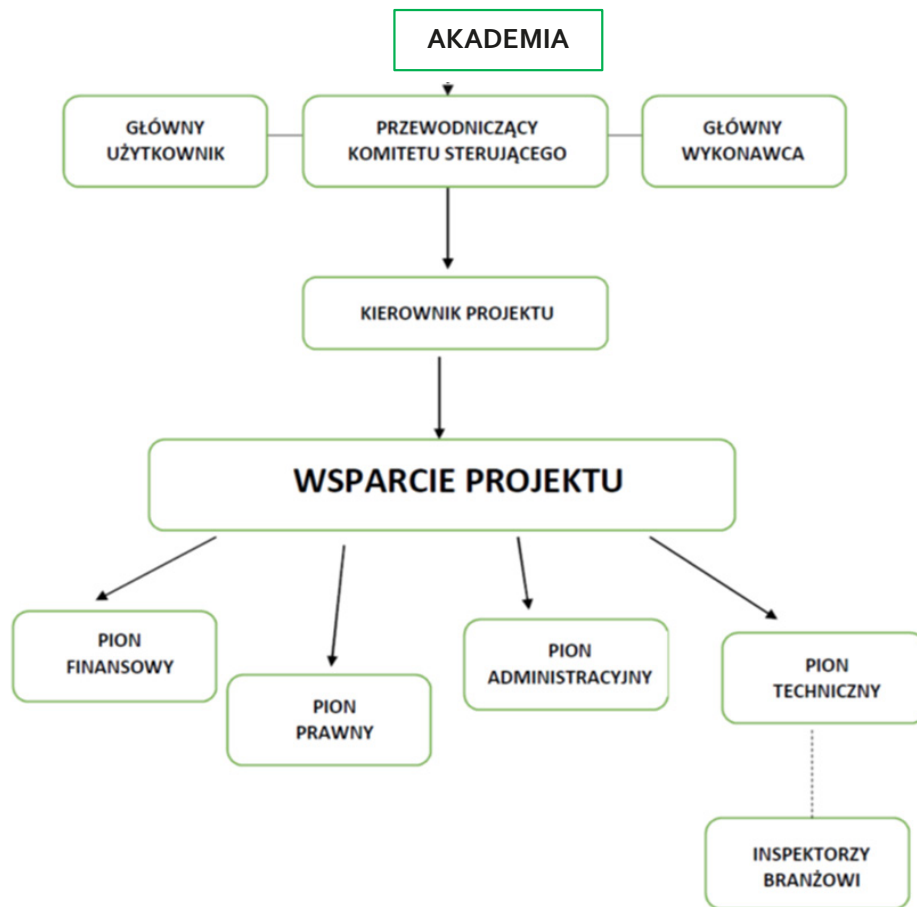 AKADEMIA
GŁÓWNY
UŻYTKOWNIK
PRZEWODNICZĄCY
KOMITETU STERUJĄCEGO
GŁÓWNY
WYKONAWCA
KIEROWNIK PROJEKTU
WSPARCIE PROJEKTU
PION
FINANSOWY
PION
PRAWNY
PION
ADMINISTRACYJNY
PION
TECHNICZNY
INSPEKTORZY
BRANŻOWI